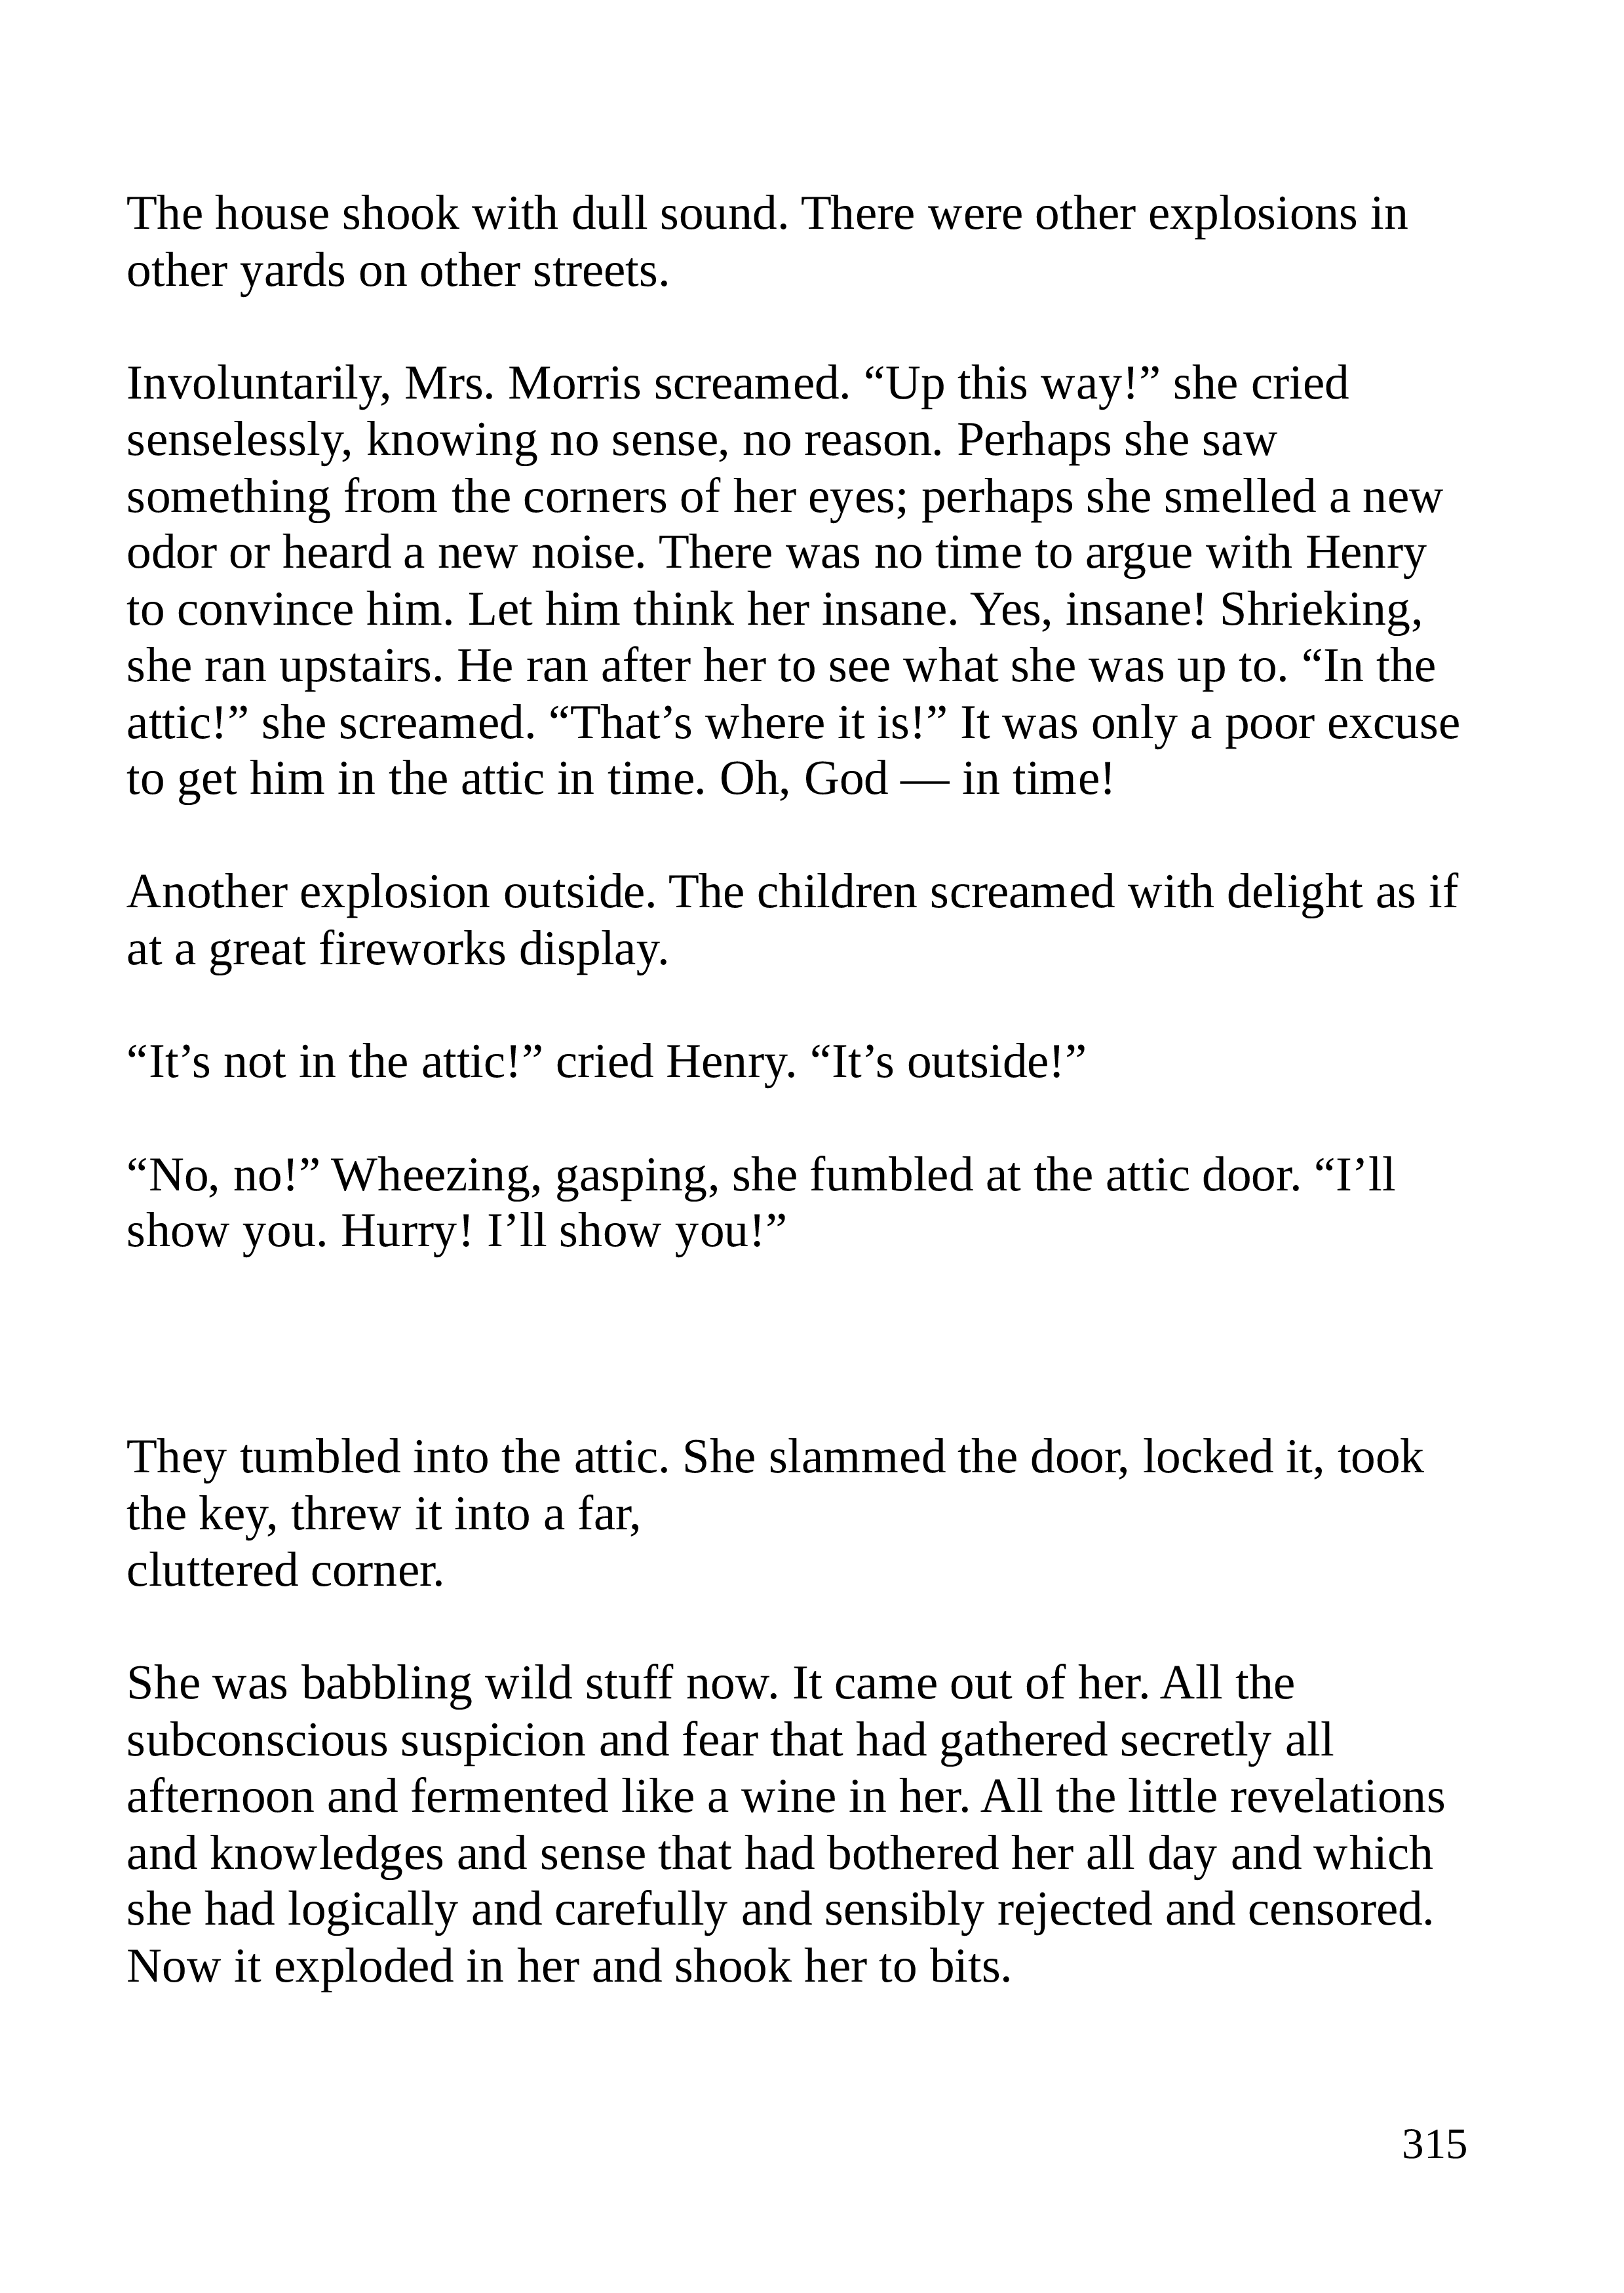 The house shook with dull sound. There were other explosions in
other yards on other streets.
Involuntarily, Mrs. Morris screamed. “Up this way!” she cried
senselessly, knowing no sense, no reason. Perhaps she saw
something from the corners of her eyes; perhaps she smelled a new
odor or heard a new noise. There was no time to argue with Henry
to convince him. Let him think her insane. Yes, insane! Shrieking,
she ran upstairs. He ran after her to see what she was up to. “In the
attic!” she screamed. “That’s where it is!” It was only a poor excuse
to get him in the attic in time. Oh, God — in time!
Another explosion outside. The children screamed with delight as if
at a great fireworks display.
“It’s not in the attic!” cried Henry. “It’s outside!”
“No, no!” Wheezing, gasping, she fumbled at the attic door. “I’ll
show you. Hurry! I’ll show you!”
They tumbled into the attic. She slammed the door, locked it, took
the key, threw it into a far,
cluttered corner.
She was babbling wild stuff now. It came out of her. All the
subconscious suspicion and fear that had gathered secretly all
afternoon and fermented like a wine in her. All the little revelations
and knowledges and sense that had bothered her all day and which
she had logically and carefully and sensibly rejected and censored.
Now it exploded in her and shook her to bits.
315